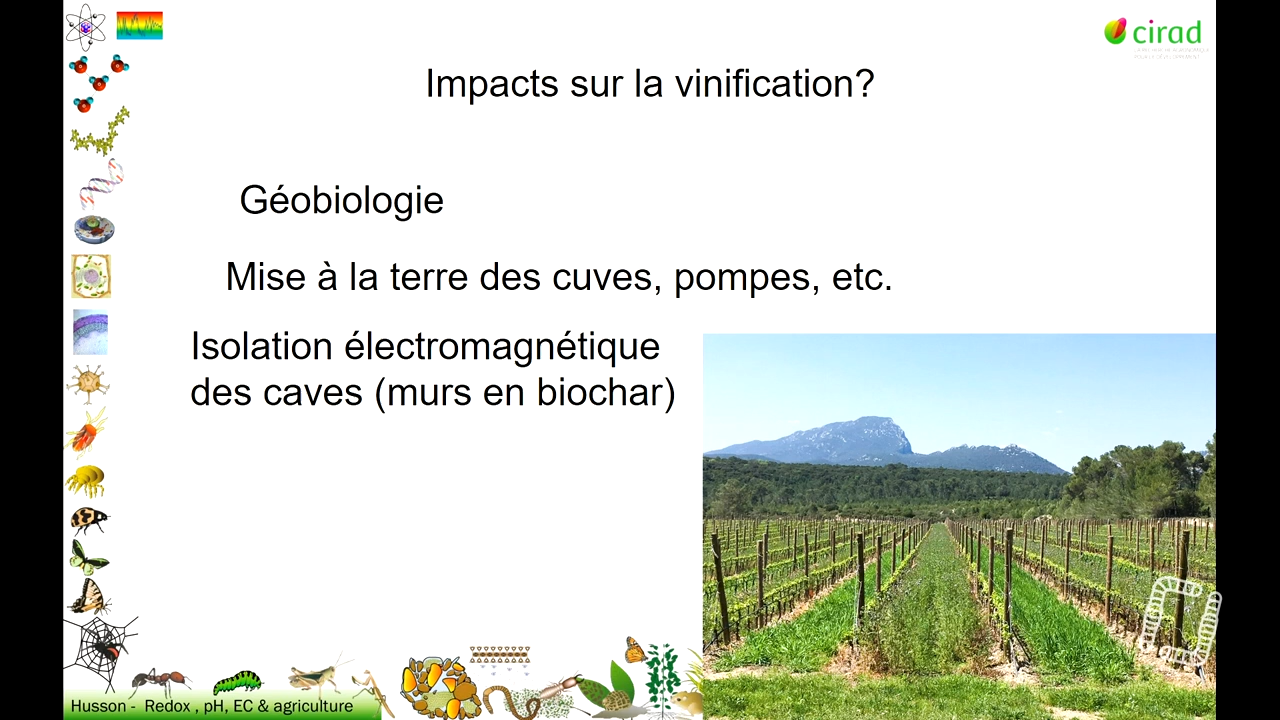 cirad
Impacts sur la vinification?
Géobiologie
Mise à la terre des cuves, pompes, etc.
Isolation électromagnétique
des caves (murs en biochar)
Husson - Redox , pH, EC & agriculture